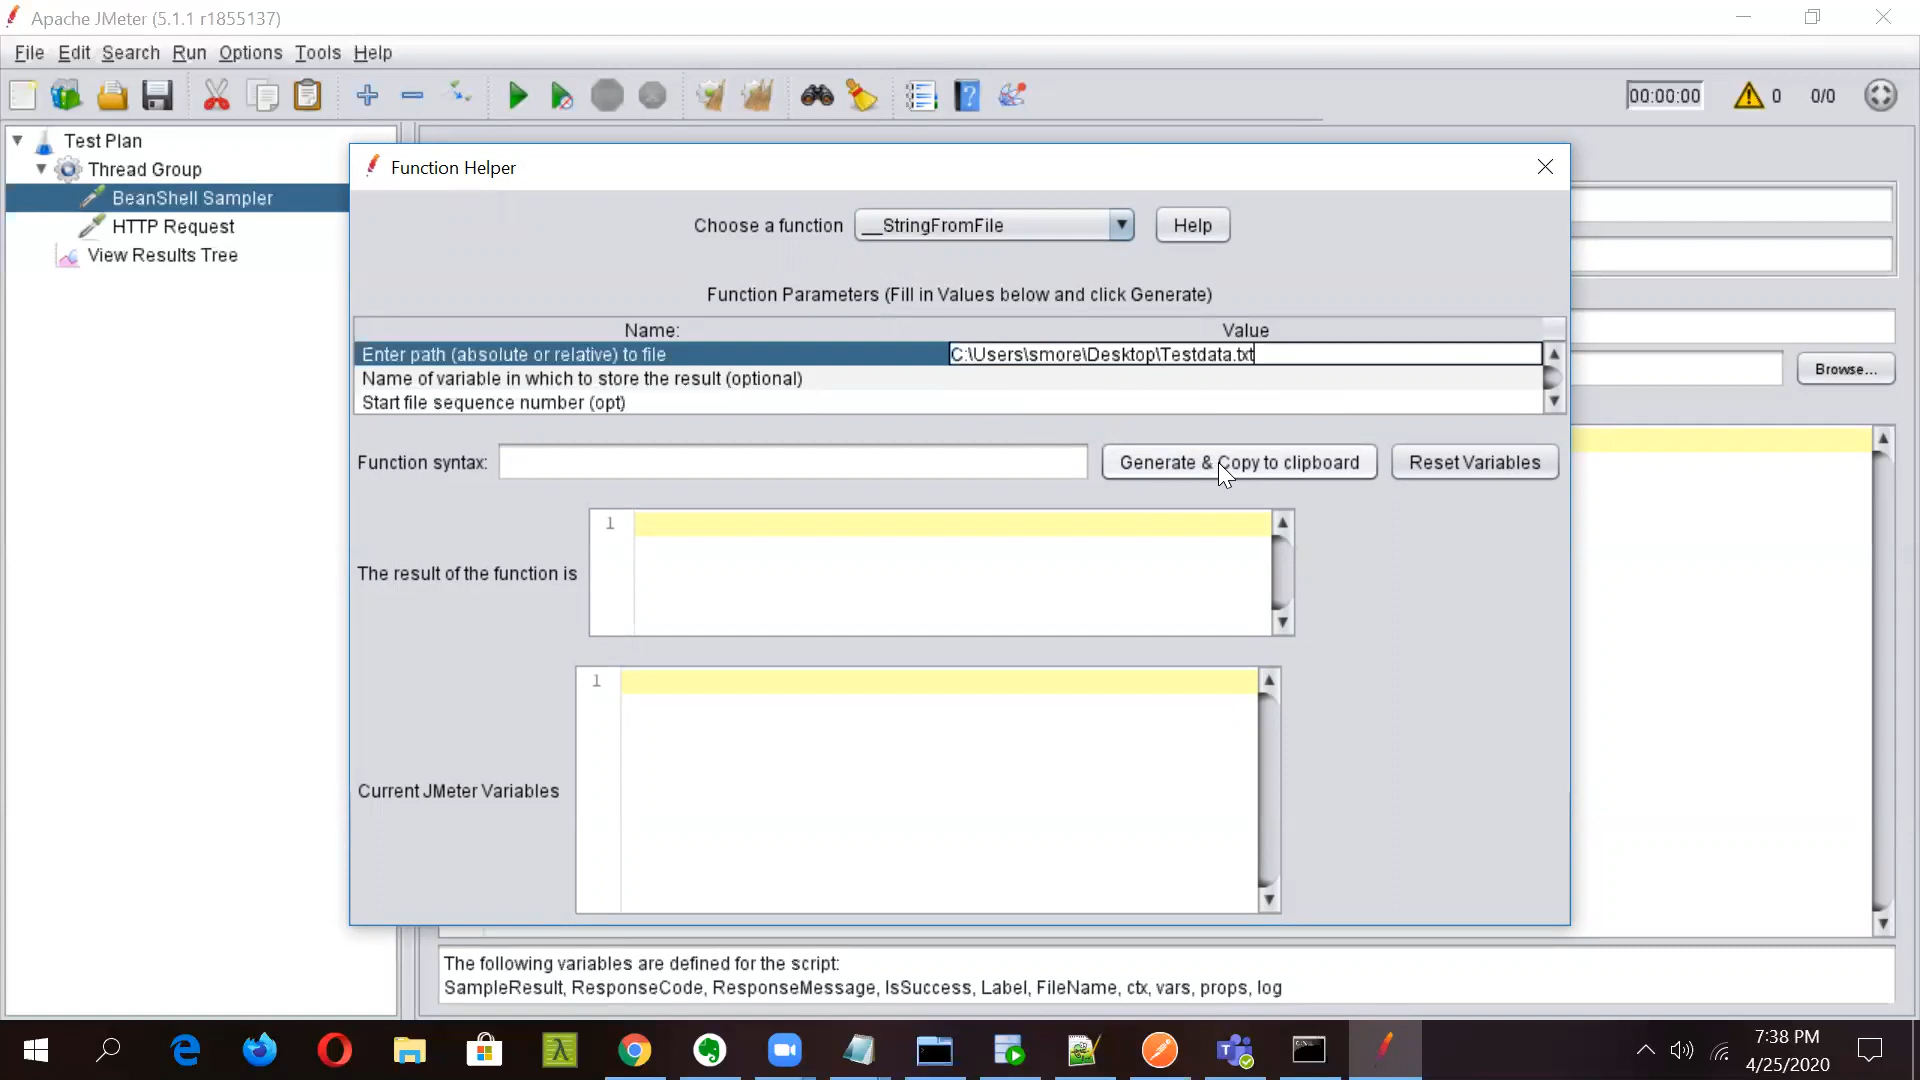 Apache JMeter (5.1.1 r1855137)
File Edit Search Run Options Tools Help
00:00:00 0 0/0
Test Plan
Thread Group
BeanShell Sampler
HTTP Request
View Results Tree
Function Helper
Choose a function __StringFromFile Help
Function Parameters (Fill in Values below and click Generate)
Name: Value
Enter path (absolute or relative) to file C:\Users\smore\Desktop\Testdata.txt
Name of variable in which to store the result (optional)
Start file sequence number (opt)
Browse...
Function syntax: Generate & Copy to clipboard Reset Variables
1
The result of the function is
1
Current JMeter Variables
The following variables are defined for the script:
SampleResult, ResponseCode, ResponseMessage, IsSuccess, Label, FileName, ctx, vars, props, log
7:38 PM
4/25/2020